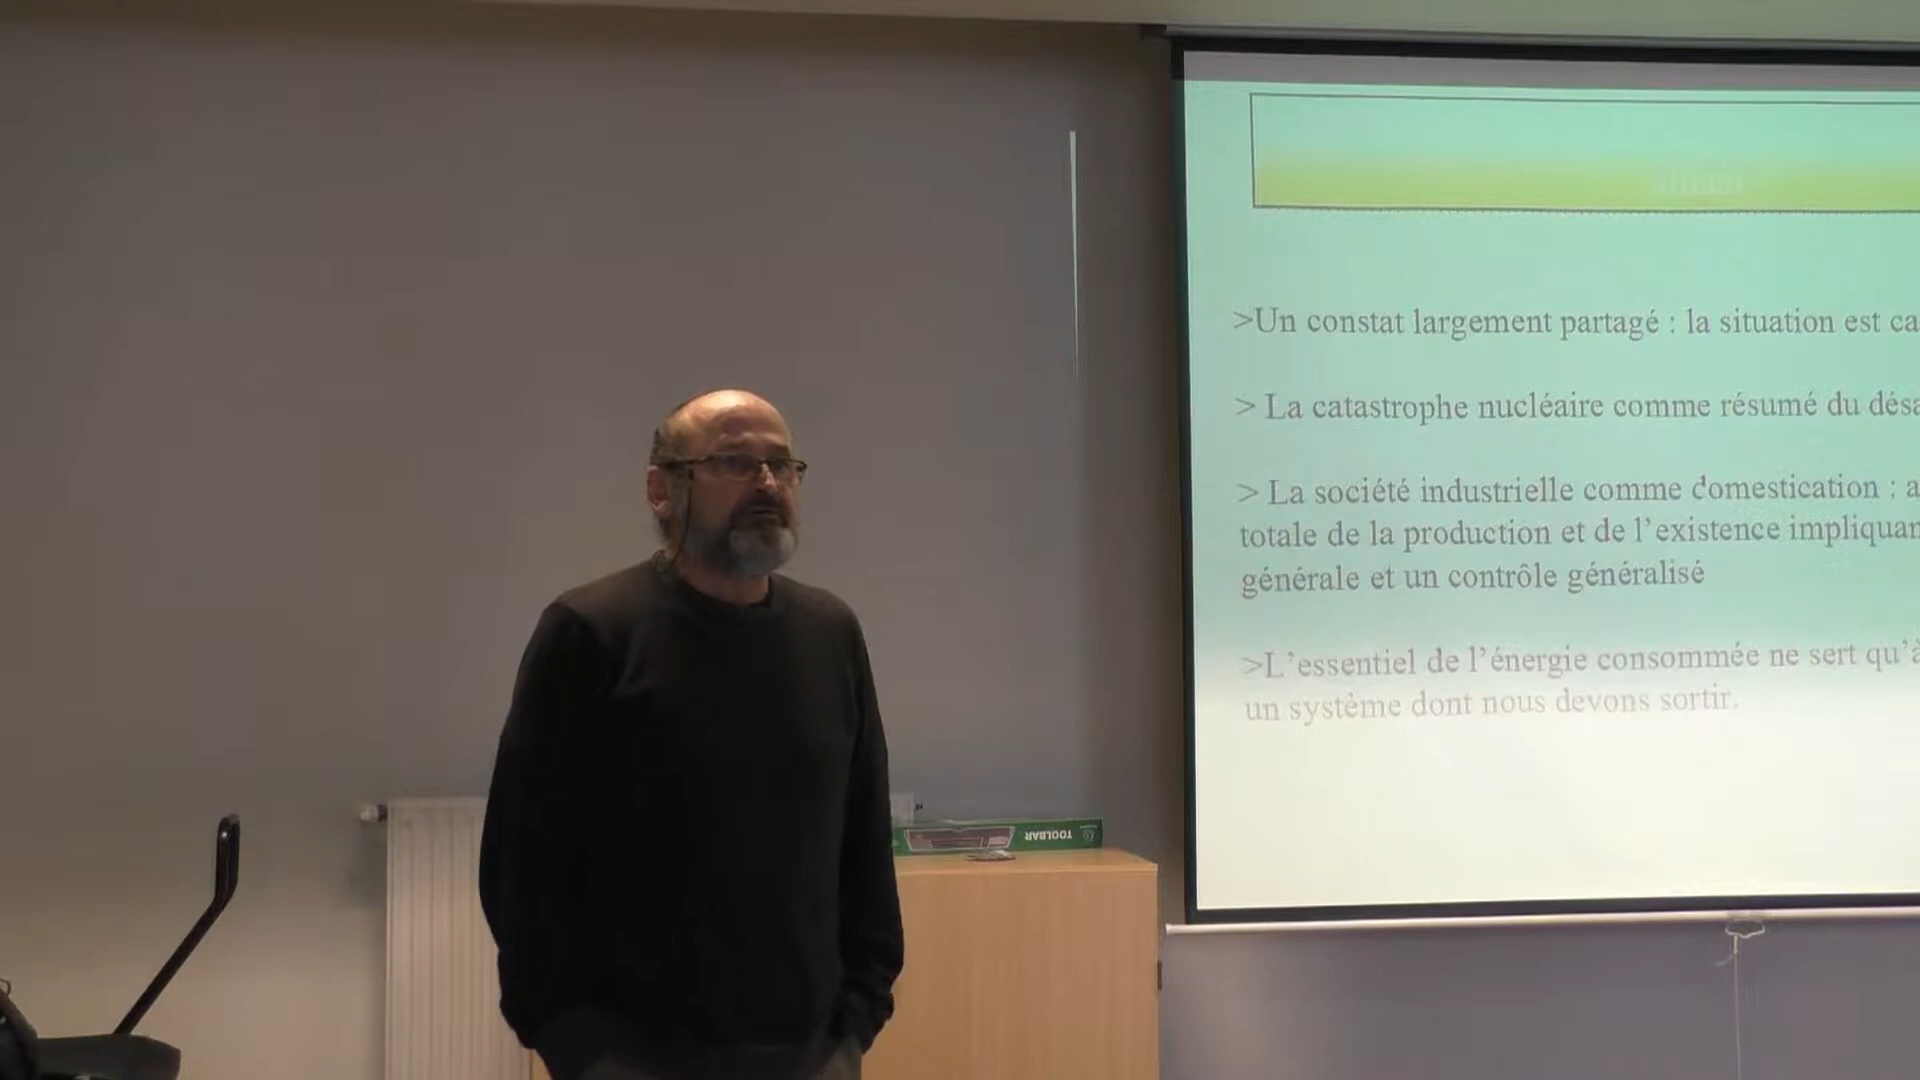 >Un constat largement partagé : la situation est ca
> La catastrophe nucléaire comme résumé du désa
> La société industrielle comme domestication : a
totale de la production et de l’existence impliquan
générale et un contrôle généralisé
>L’essentiel de l’énergie consommée ne sert qu’à
un système dont nous devons sortir.
TOOLBAR